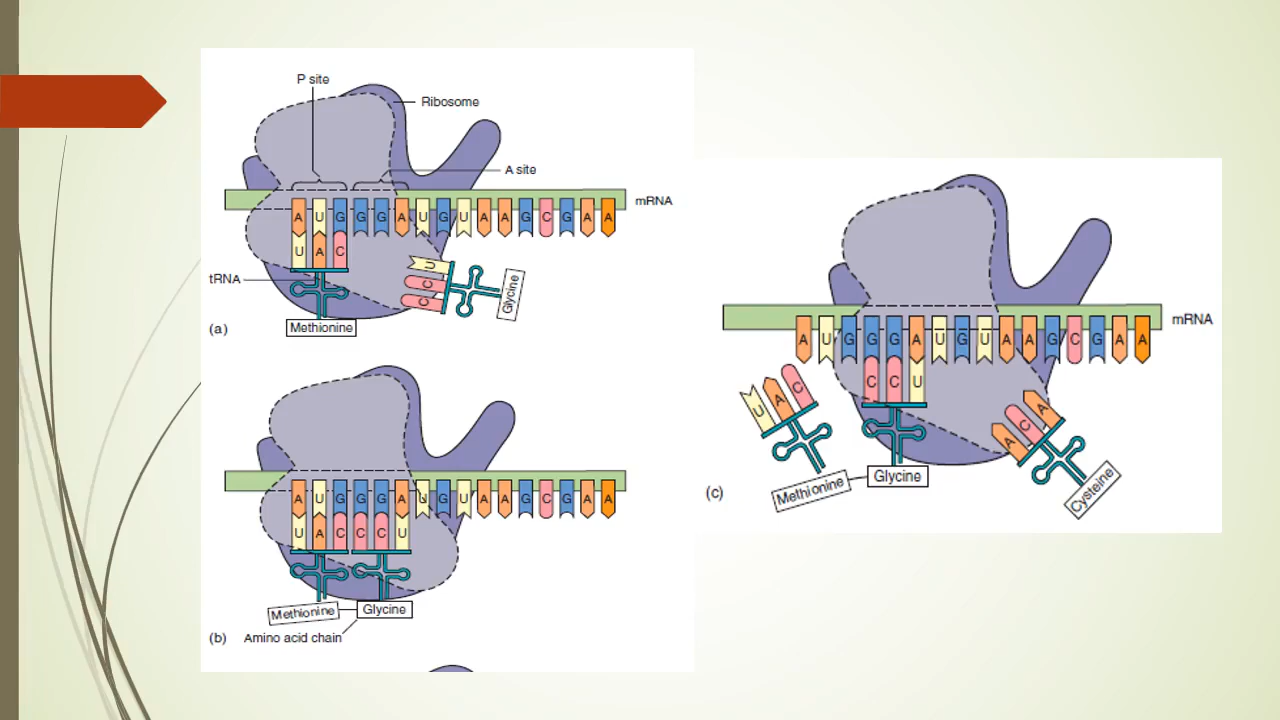 P site
Ribosome
A site
mRNA
A U G G G A U G U A A G C G A A
U A C
U C C
tRNA
Glycine
Methionine
(a)
A U G G G A U G U A A G C G A A
U A C C C U
Methionine
Glycine
(b)
Amino acid chain
mRNA
A U G G G A U G U A A G C G A A
C C U
U A C
A C A
Methionine
Glycine
Cysteine
(c)